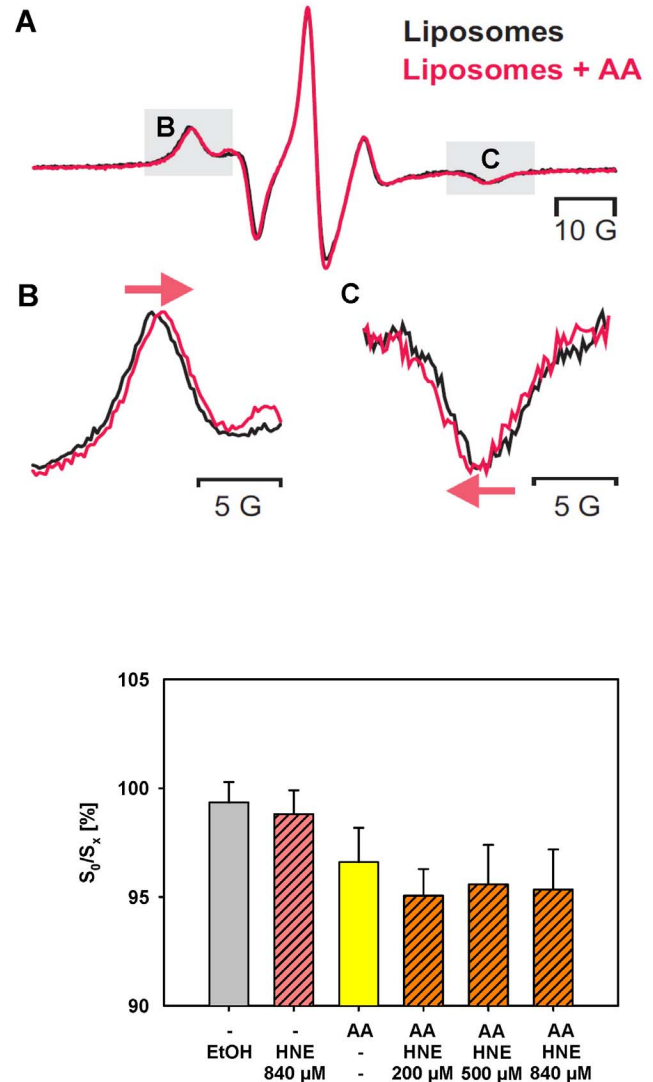 A
Liposomes
Liposomes + AA
B
C
10 G
B
C
5 G
5 G
105
100
95
90
S₀/Sₓ [%]
- - AA AA AA AA
EtOH HNE - HNE HNE HNE
840 µM - 200 µM 500 µM 840 µM